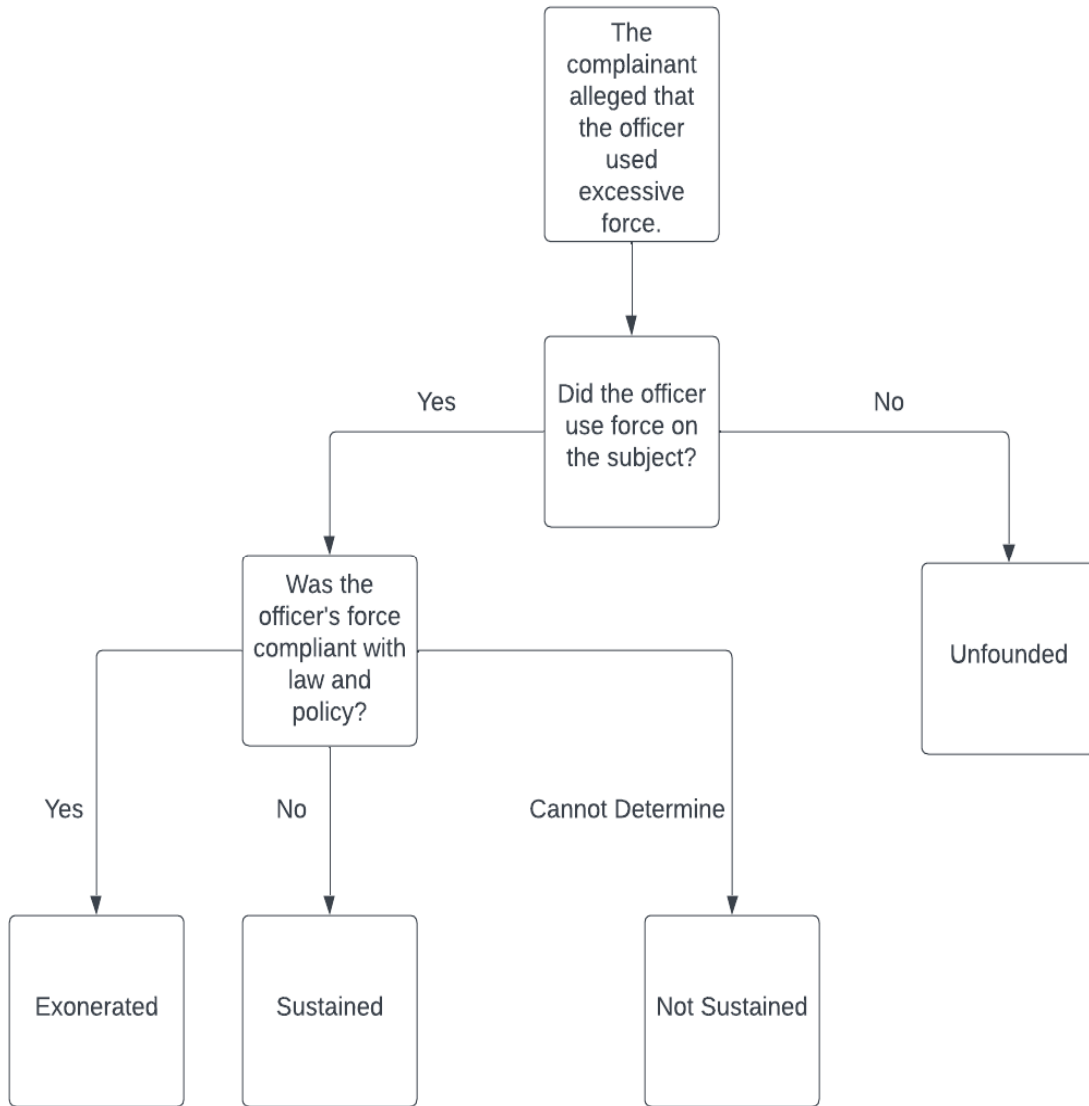 The
complainant
alleged that
the officer
used
excessive
force.
Yes
Did the officer
use force on
the subject?
No
Was the
officer's force
compliant with
law and
policy?
Unfounded
Yes
No
Cannot Determine
Exonerated
Sustained
Not Sustained